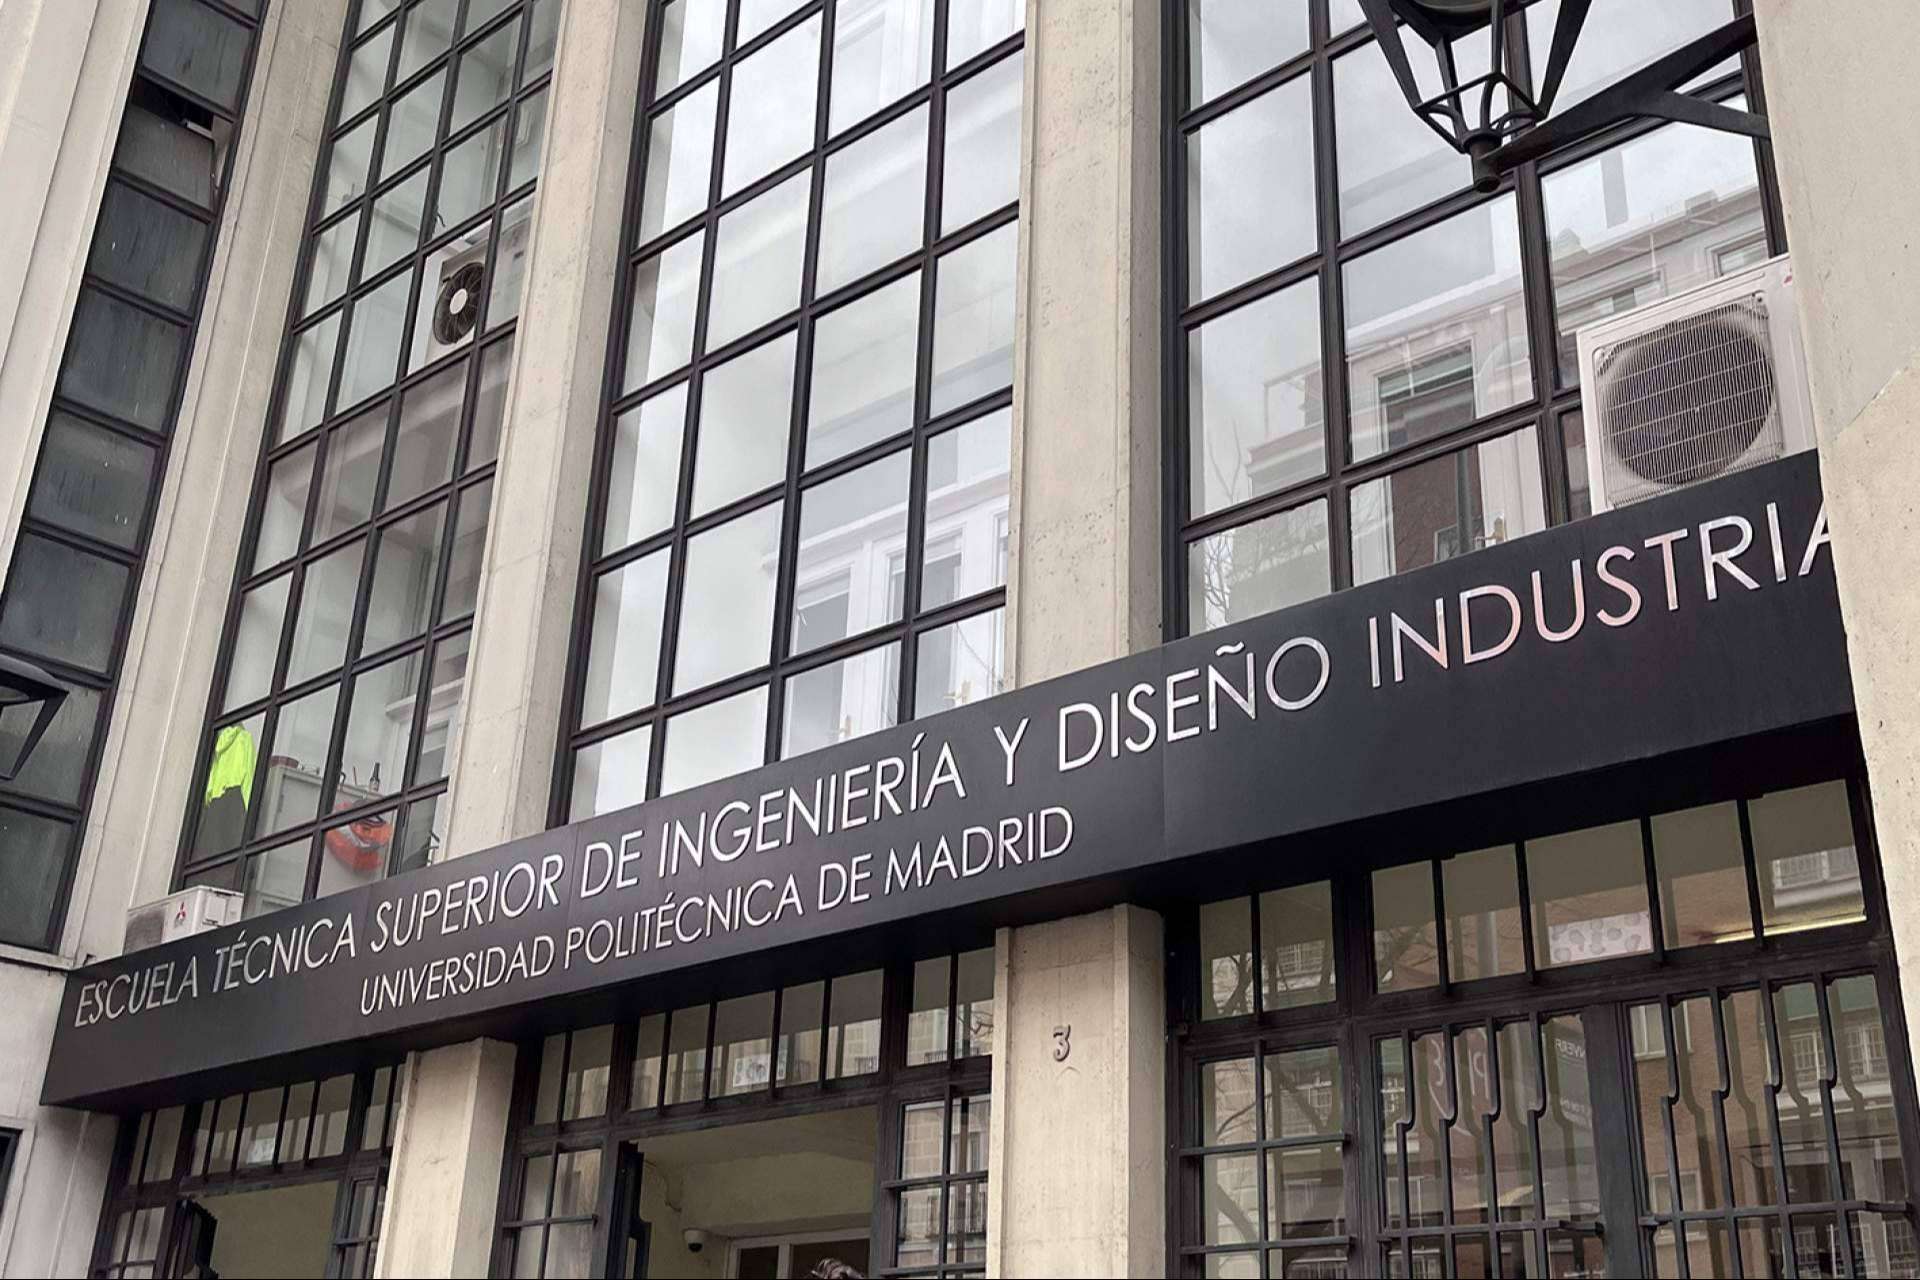 ESCUELA TÉCNICA SUPERIOR DE INGENIERÍA Y DISEÑO INDUSTRIA
UNIVERSIDAD POLITÉCNICA DE MADRID
3